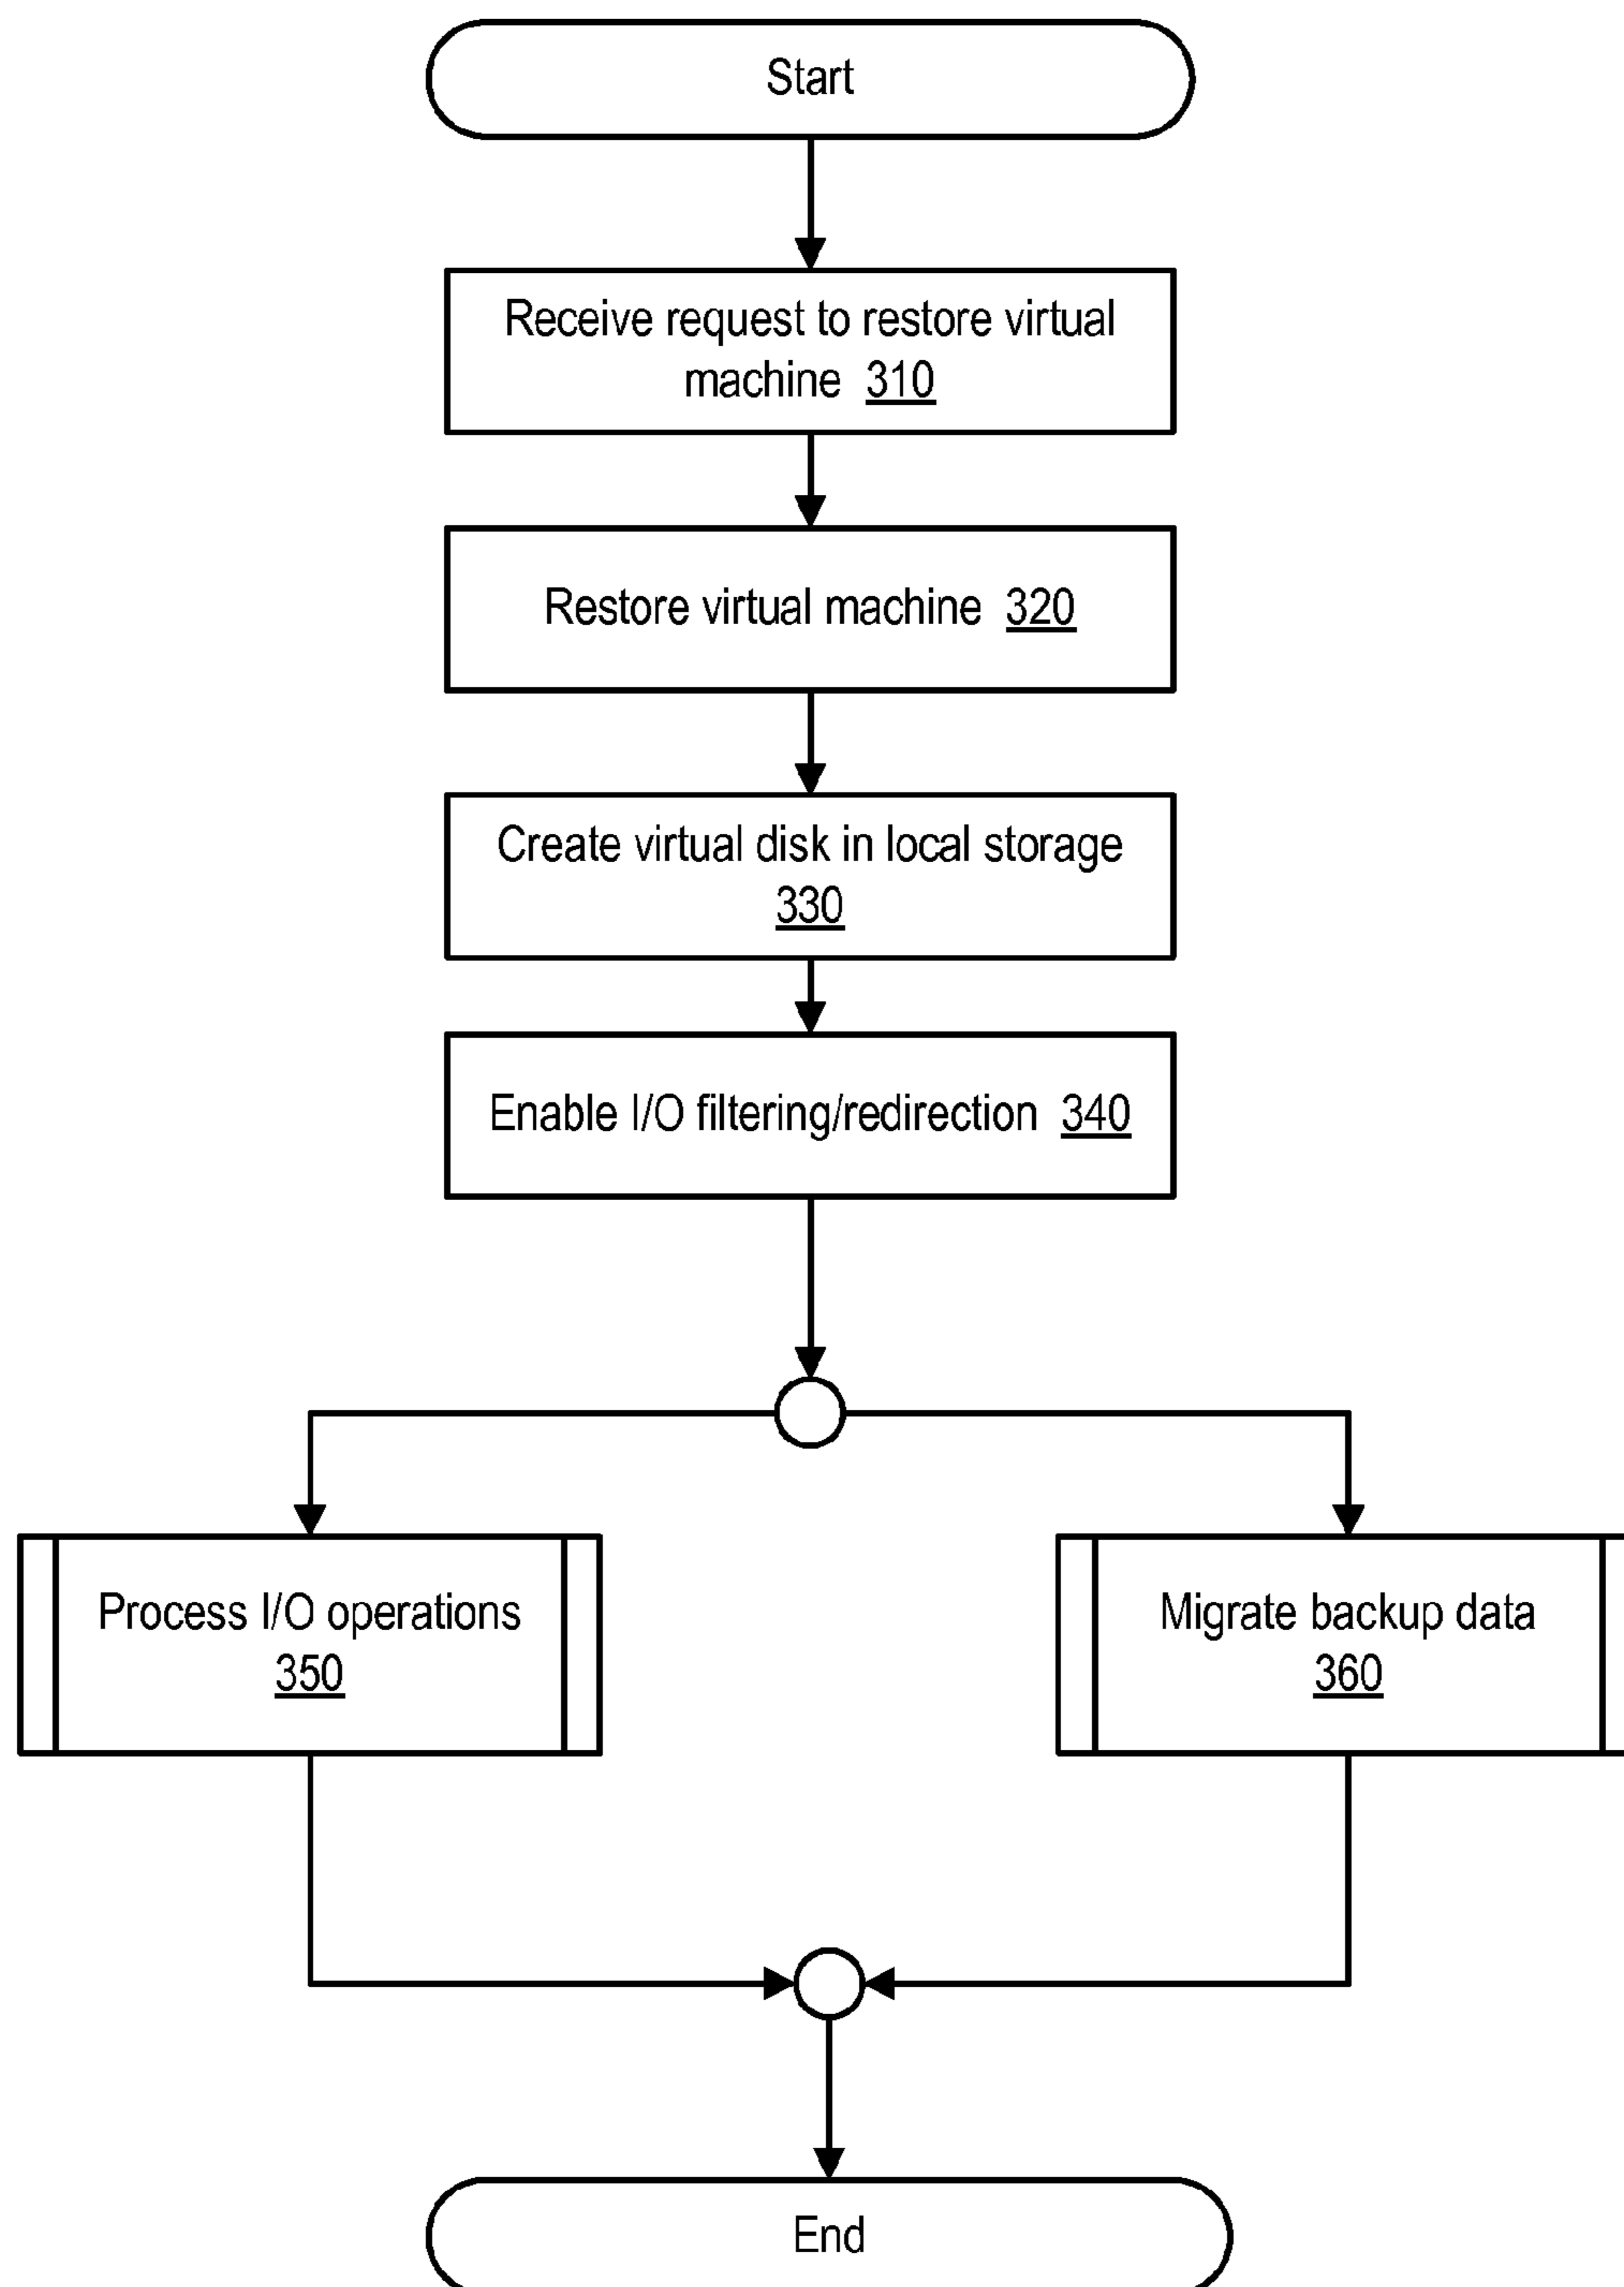 Start
Receive request to restore virtual
machine 310
Restore virtual machine 320
Create virtual disk in local storage
330
Enable I/O filtering/redirection 340
Process I/O operations
350
Migrate backup data
360
End